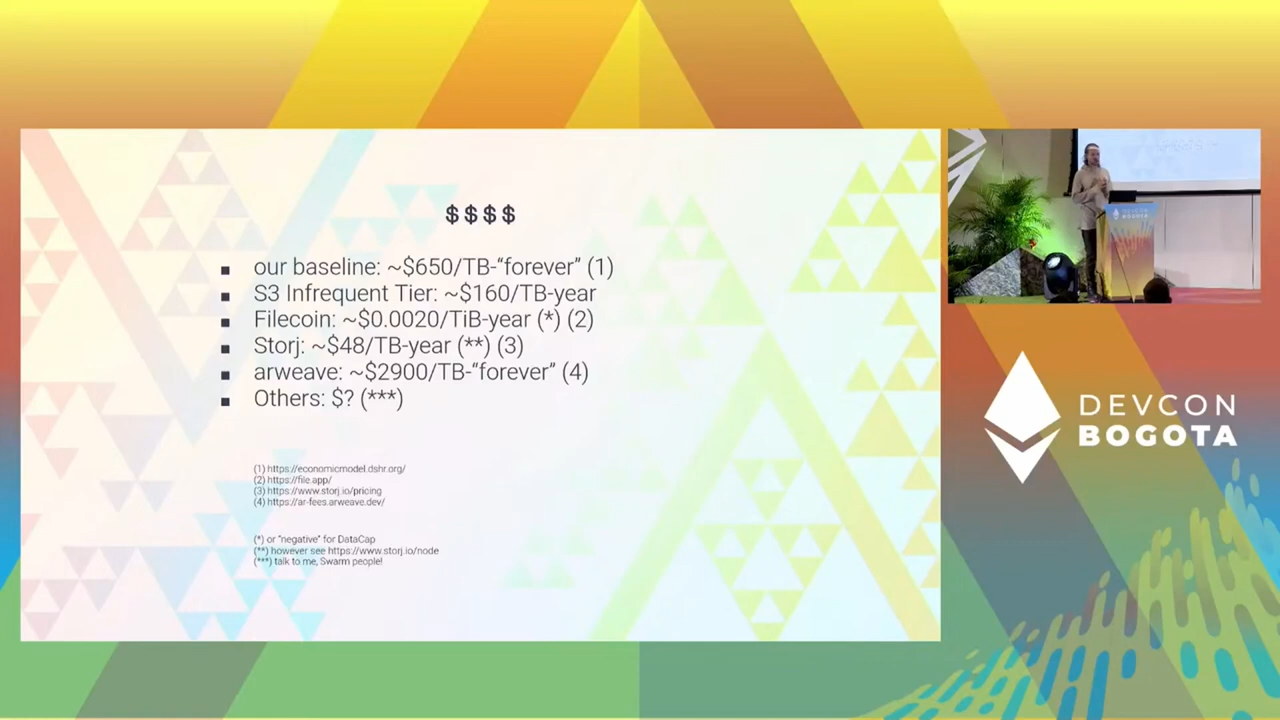 $$$$
▪ our baseline: ~$650/TB-“forever” (1)
▪ S3 Infrequent Tier: ~$160/TB-year
▪ Filecoin: ~$0.0020/TiB-year (*) (2)
▪ Storj: ~$48/TB-year (**) (3)
▪ arweave: ~$2900/TB-“forever” (4)
▪ Others: $? (***)
(1) https://economicmodel.dshr.org/
(2) https://file.app/
(3) https://www.storj.io/pricing
(4) https://ar-fees.arweave.dev/
(*) or “negative” for DataCap
(**) however see https://www.storj.io/node
(***) talk to me, Swarm people!
DEVCON
BOGOTA
DEVCON
BOGOTA